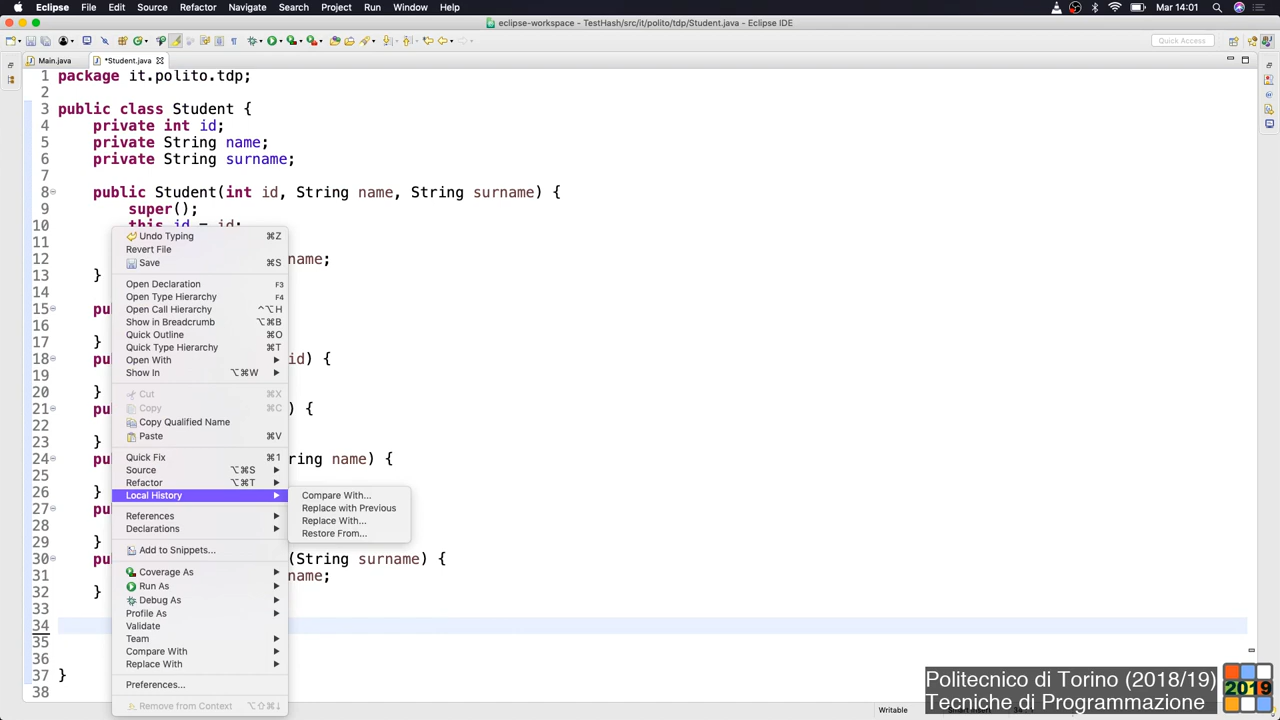 Eclipse File Edit Source Refactor Navigate Search Project Run Window Help Mar 14:01
eclipse-workspace - TestHash/src/it/polito/tdp/Student.java - Eclipse IDE
Quick Access
Main.java *Student.java
1 package it.polito.tdp;
2
3 public class Student {
4 private int id;
5 private String name;
6 private String surname;
7
8 public Student(int id, String name, String surname) {
9 super();
10 this.id = id;
11
12 name;
13 }
14
15 pu
16
17 }
18 pu id) {
19
20 }
21 pu ) {
22
23 }
24 pu ring name) {
25
26 }
27 pu
28
29 }
30 pu (String surname) {
31 name;
32 }
33
34
35
36
37 }
38
Undo Typing ⌘Z
Revert File
Save ⌘S
Open Declaration F3
Open Type Hierarchy F4
Open Call Hierarchy ^⌥H
Show in Breadcrumb ⌥⌘B
Quick Outline ⌘O
Quick Type Hierarchy ⌘T
Open With
Show In ⌥⌘W
Cut ⌘X
Copy ⌘C
Copy Qualified Name
Paste ⌘V
Quick Fix ⌘1
Source ⌥⌘S
Refactor ⌥⌘T
Local History
References
Declarations
Add to Snippets...
Coverage As
Run As
Debug As
Profile As
Validate
Team
Compare With
Replace With
Preferences...
Remove from Context ⌥⇧⌘↓
Compare With...
Replace with Previous
Replace With...
Restore From...
Writable
Politecnico di Torino (2018/19)
Tecniche di Programmazione
2019